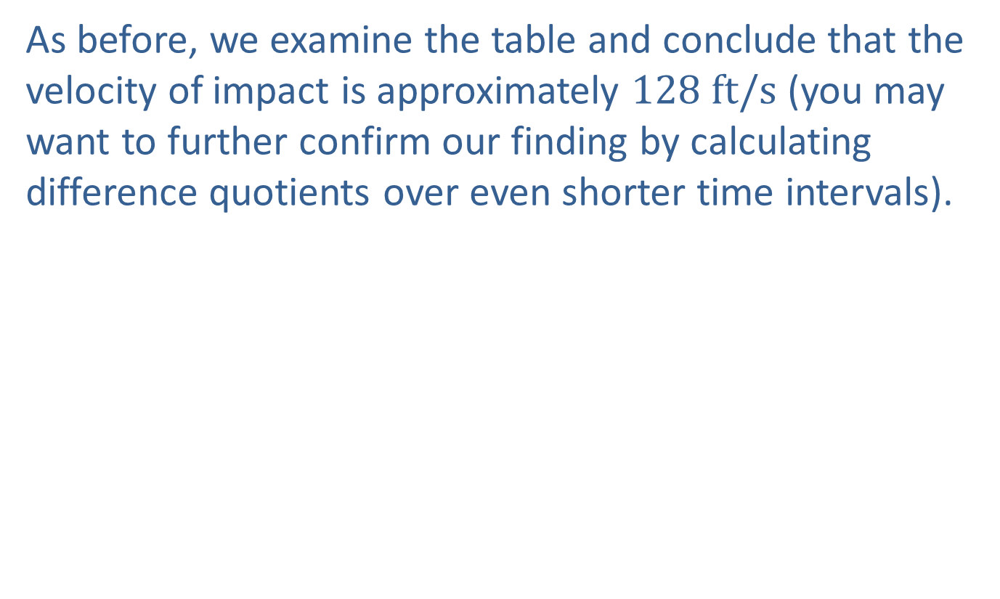 As before, we examine the table and conclude that the
velocity of impact is approximately 128 ft/s (you may
want to further confirm our finding by calculating
difference quotients over even shorter time intervals).